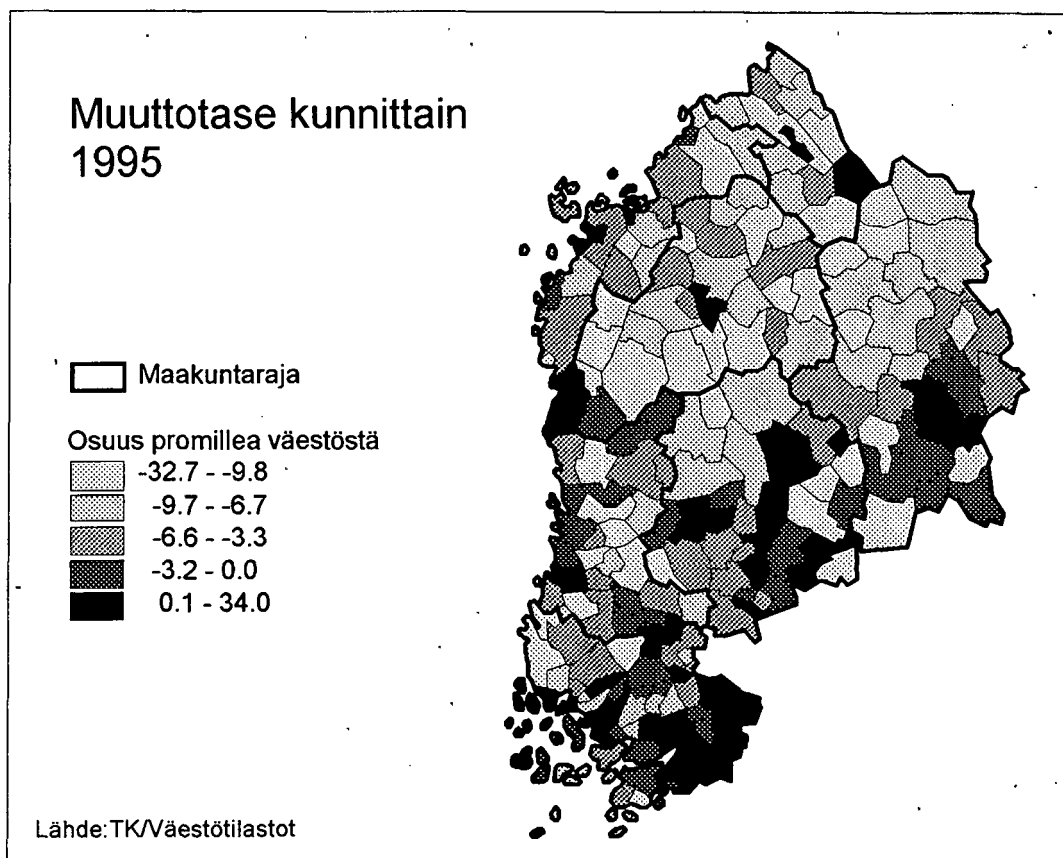 Muuttotase kunnittain
1995
Maakuntaraja
Osuus promillea väestöstä
-32.7 - -9.8
-9.7 - -6.7
-6.6 - -3.3
-3.2 - 0.0
0.1 - 34.0
Lähde:TK/Väestötilastot